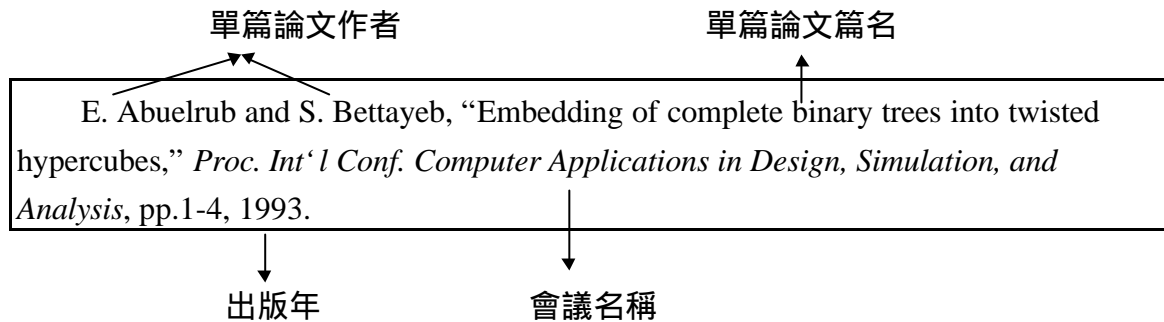 單篇論文作者 單篇論文篇名
E. Abuelrub and S. Bettayeb, “Embedding of complete binary trees into twisted
hypercubes,” Proc. Int‘ l Conf. Computer Applications in Design, Simulation, and
Analysis, pp.1-4, 1993.
出版年 會議名稱